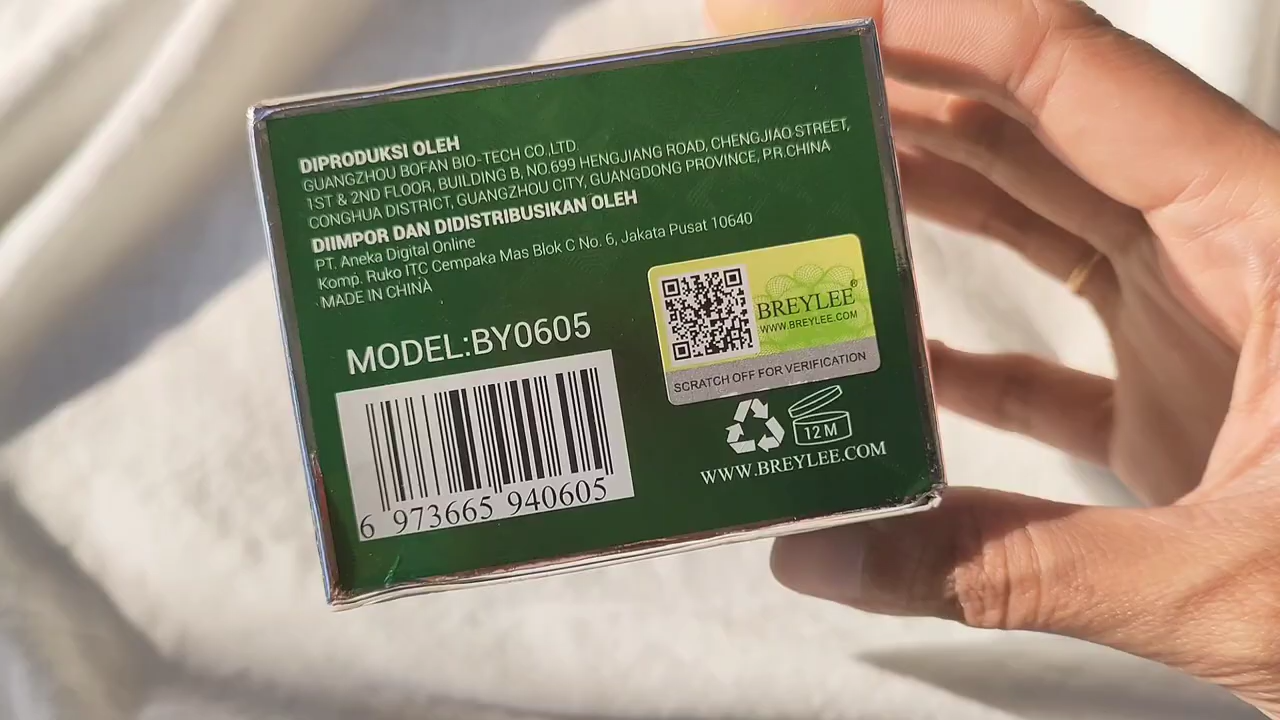 DIPRODUKSI OLEH
GUANGZHOU BOFAN BIO-TECH CO.,LTD.
1ST & 2ND FLOOR, BUILDING B, NO.699 HENGJIANG ROAD, CHENGJIAO STREET,
CONGHUA DISTRICT, GUANGZHOU CITY, GUANGDONG PROVINCE, P.R.CHINA
DIIMPOR DAN DIDISTRIBUSIKAN OLEH
PT. Aneka Digital Online
Komp. Ruko ITC Cempaka Mas Blok C No. 6, Jakata Pusat 10640
MADE IN CHINA
MODEL:BY0605
6 973665 940605
BREYLEE®
WWW.BREYLEE.COM
SCRATCH OFF FOR VERIFICATION
12 M
WWW.BREYLEE.COM